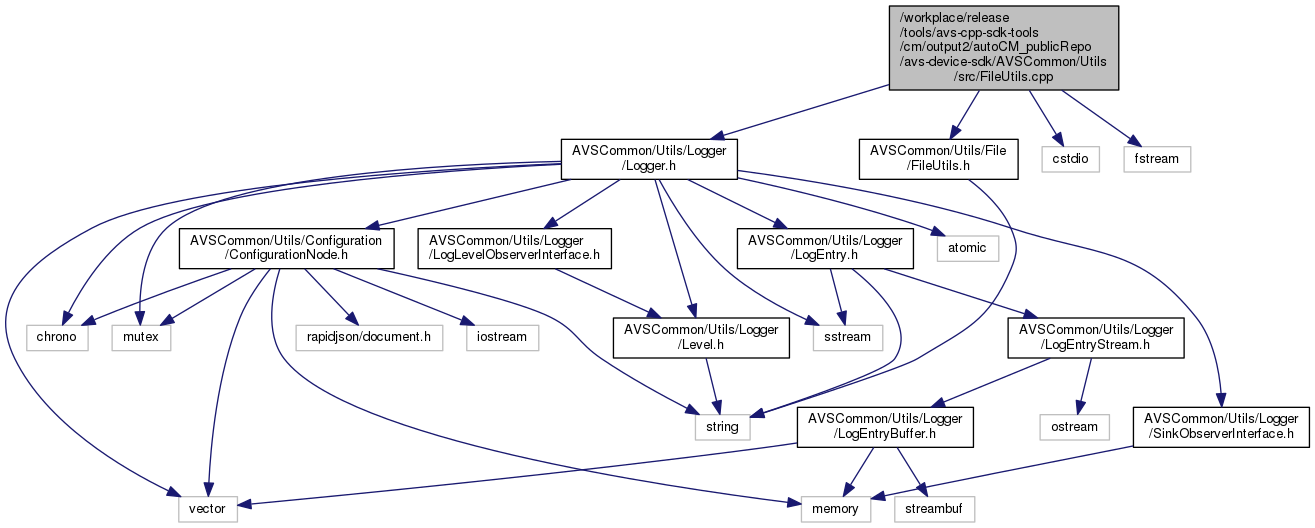 /workplace/release
/tools/avs-cpp-sdk-tools
/cm/output2/autoCM_publicRepo
/avs-device-sdk/AVSCommon/Utils
/src/FileUtils.cpp
AVSCommon/Utils/Logger
/Logger.h
AVSCommon/Utils/File
/FileUtils.h
cstdio
fstream
AVSCommon/Utils/Configuration
/ConfigurationNode.h
AVSCommon/Utils/Logger
/LogLevelObserverInterface.h
AVSCommon/Utils/Logger
/LogEntry.h
atomic
chrono
mutex
rapidjson/document.h
iostream
AVSCommon/Utils/Logger
/Level.h
sstream
AVSCommon/Utils/Logger
/LogEntryStream.h
string
AVSCommon/Utils/Logger
/LogEntryBuffer.h
ostream
AVSCommon/Utils/Logger
/SinkObserverInterface.h
vector
memory
streambuf